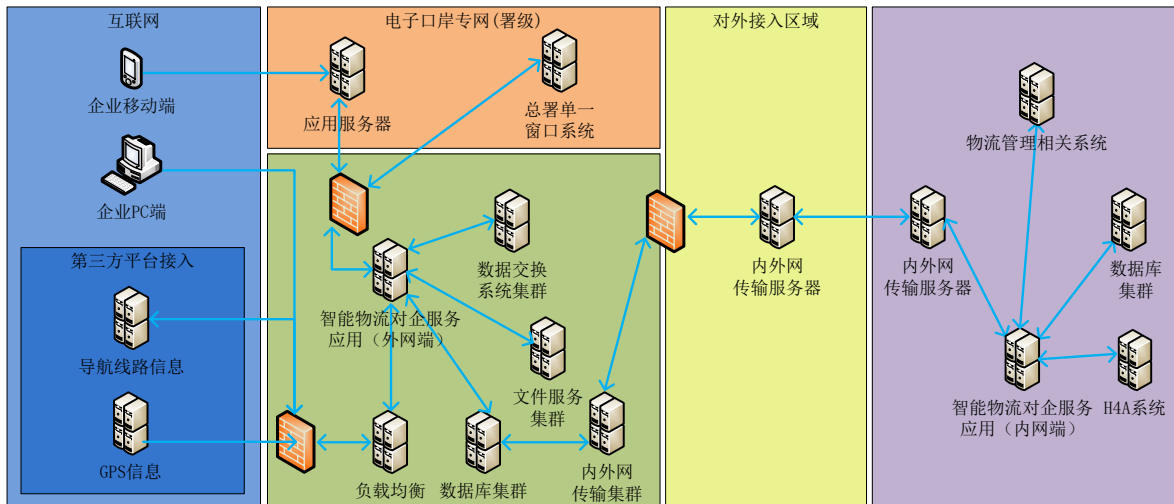 互联网
企业移动端
企业PC端
第三方平台接入
导航线路信息
GPS信息
电子口岸专网(署级)
应用服务器
总署单一
窗口系统
数据交换
系统集群
智能物流对企服务
应用（外网端）
文件服务
集群
负载均衡
数据库集群
内外网
传输集群
对外接入区域
内外网
传输服务器
物流管理相关系统
内外网
传输服务器
数据库
集群
智能物流对企服务
应用（内网端）
H4A系统